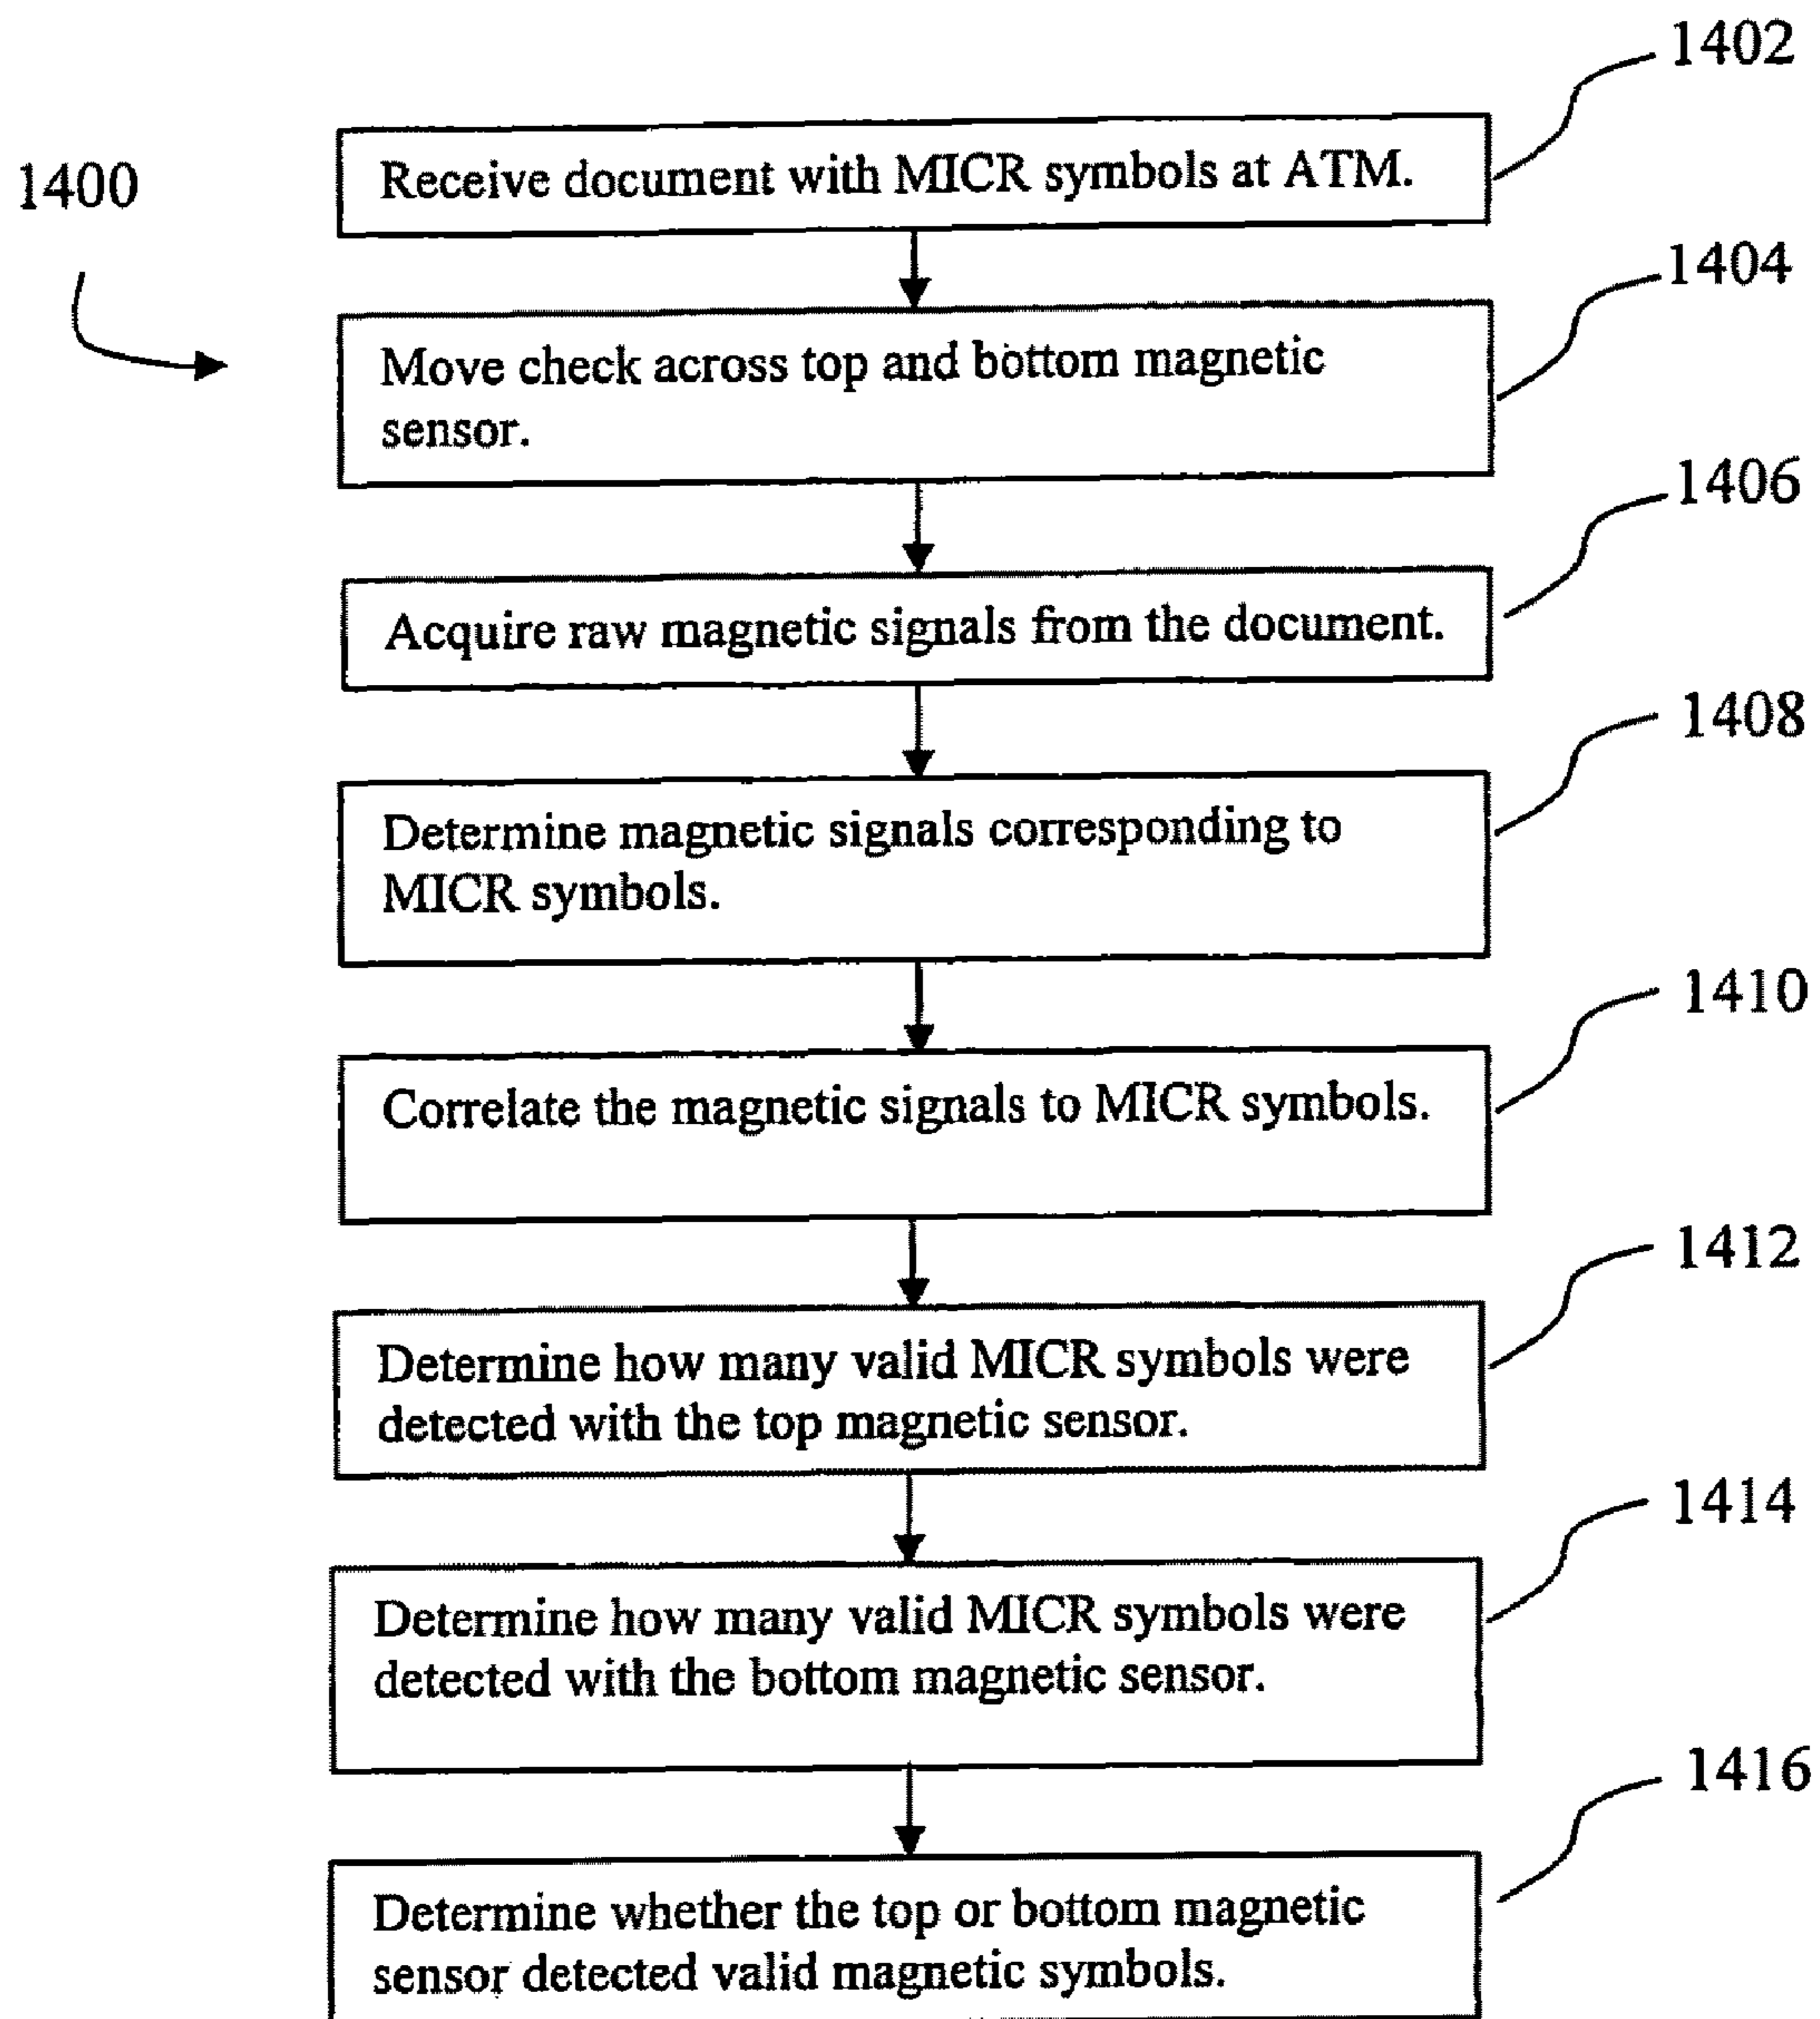 1402
1400
Receive document with MICR symbols at ATM.
1404
Move check across top and bottom magnetic
sensor.
1406
Acquire raw magnetic signals from the document.
1408
Determine magnetic signals corresponding to
MICR symbols.
1410
Correlate the magnetic signals to MICR symbols.
1412
Determine how many valid MICR symbols were
detected with the top magnetic sensor.
1414
Determine how many valid MICR symbols were
detected with the bottom magnetic sensor.
1416
Determine whether the top or bottom magnetic
sensor detected valid magnetic symbols.